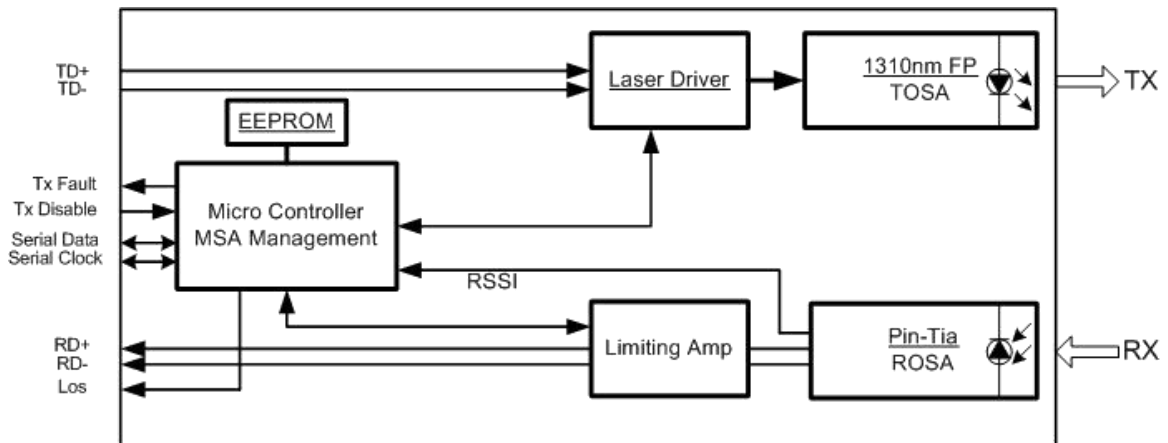 TD+
TD-
Laser Driver
1310nm FP
TOSA
TX
EEPROM
Tx Fault
Tx Disable
Serial Data
Serial Clock
Micro Controller
MSA Management
RSSI
RD+
RD-
Los
Limiting Amp
Pin-Tia
ROSA
RX